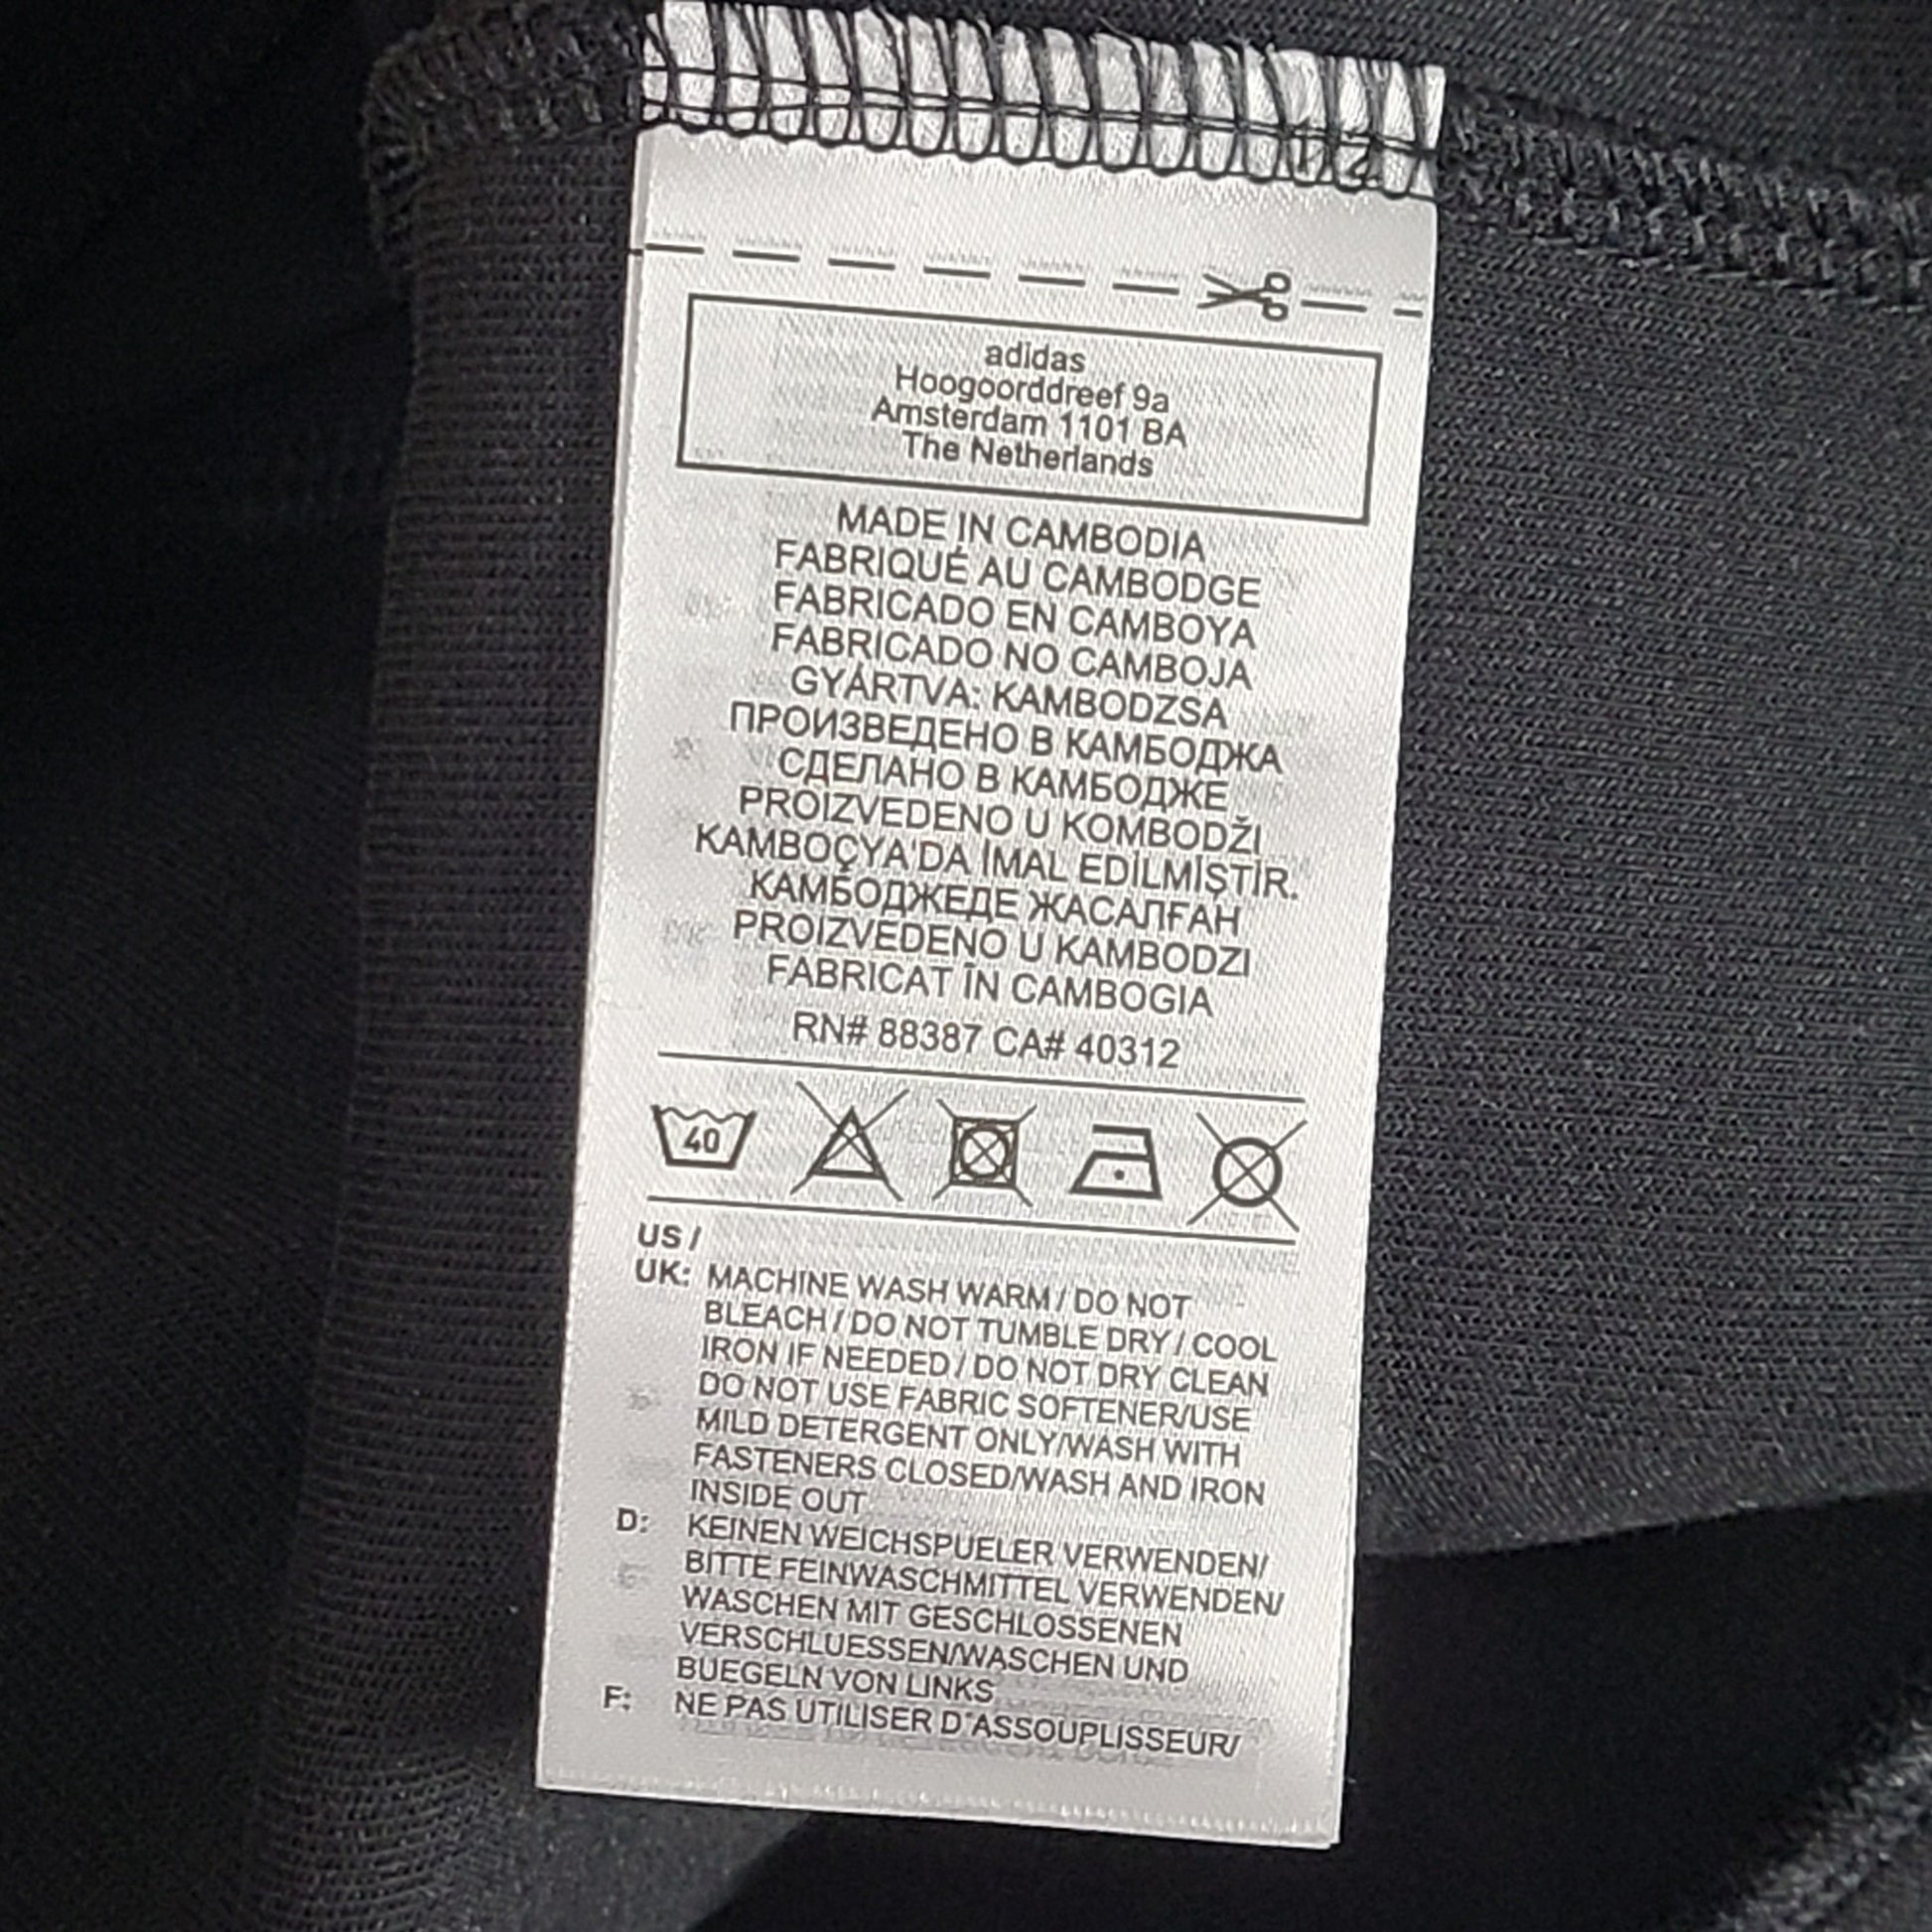 adidas
Hoogoorddreef 9a
Amsterdam 1101 BA
The Netherlands
MADE IN CAMBODIA
FABRIQUÉ AU CAMBODGE
FABRICADO EN CAMBOYA
FABRICADO NO CAMBOJA
GYÁRTVA: KAMBODZSA
ПРОИЗВЕДЕНО В КАМБОДЖА
СДЕЛАНО В КАМБОДЖЕ
PROIZVEDENO U KOMBODŽI
KAMBOÇYA'DA İMAL EDİLMİŞTİR.
КАМБОДЖЕДЕ ЖАСАЛҒАН
PROIZVEDENO U KAMBODZI
FABRICAT ÎN CAMBOGIA
RN# 88387 CA# 40312
40
US /
UK: MACHINE WASH WARM / DO NOT
BLEACH / DO NOT TUMBLE DRY / COOL
IRON IF NEEDED / DO NOT DRY CLEAN
DO NOT USE FABRIC SOFTENER/USE
MILD DETERGENT ONLY/WASH WITH
FASTENERS CLOSED/WASH AND IRON
INSIDE OUT
D: KEINEN WEICHSPUELER VERWENDEN/
BITTE FEINWASCHMITTEL VERWENDEN/
WASCHEN MIT GESCHLOSSENEN
VERSCHLUESSEN/WASCHEN UND
BUEGELN VON LINKS
F: NE PAS UTILISER D'ASSOUPLISSEUR/